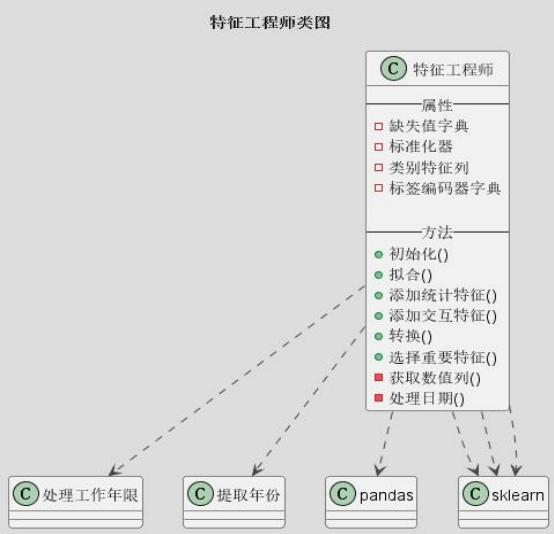 特征工程师类图
C 特征工程师
属性
缺失值字典
标准化器
类别特征列
标签编码器字典
方法
初始化()
拟合()
添加统计特征()
添加交互特征()
转换()
选择重要特征()
获取数值列()
处理日期()
C 处理工作年限
C 提取年份
C pandas
C sklearn